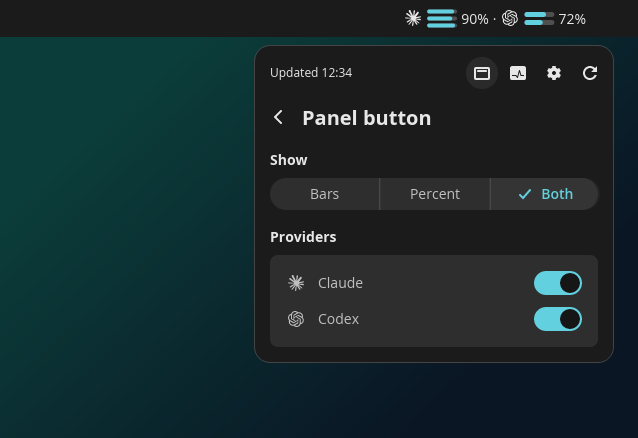 90% · 72%
Updated 12:34
Panel button
Show
Bars Percent Both
Providers
Claude
Codex